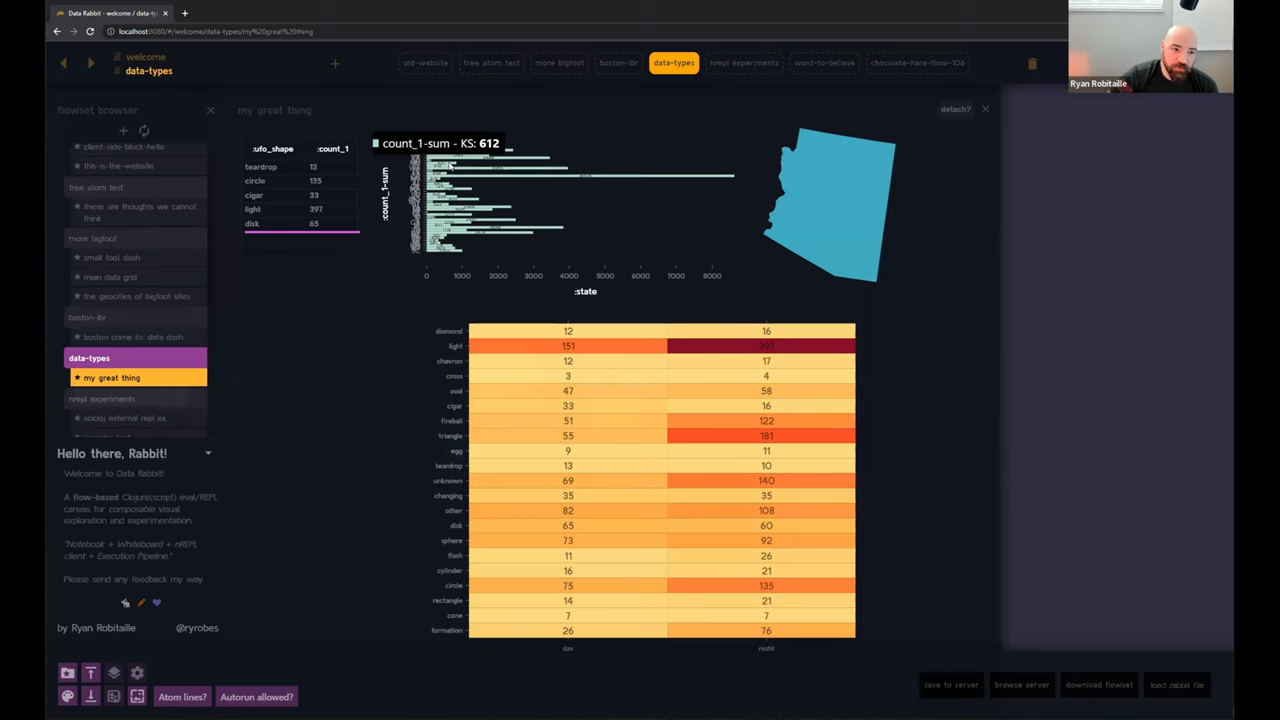 Data Rabbit - welcome / data-ty
localhost:8080/#/welcome/data-types/my%20great%20thing
Ryan Robitaille
welcome
data-types
old-website
tree atom test
more bigfoot
boston-ibr
data-types
nrepl experiments
want-to-believe
chocolate-hare-flow-106
flowset browser
client-side-block-hello
this-is-the-website
tree atom test
these are thoughts we cannot
think
more bigfoot
small foot dash
main data grid
the geocities of bigfoot sites
boston-ibr
boston crime ibr data dash
data-types
my great thing
nrepl experiments
scicloj external repl ex
Hello there, Rabbit!
Welcome to Data Rabbit!
A flow-based Clojure(script) eval/REPL
canvas for composable visual
exploration and experimentation.
"Notebook + Whiteboard + nREPL
client + Execution Pipeline."
Please send any feedback my way.
by Ryan Robitaille @ryrobes
Atom lines?
Autorun allowed?
my great thing
detach?
:ufo_shape :count_1
teardrop 13
circle 135
cigar 33
light 397
disk 65
count_1-sum - KS: 612
:count_1-sum
0 1000 2000 3000 4000 5000 6000 7000 8000
:state
diamond 12 16
light 151 397
chevron 12 17
cross 3 4
oval 47 58
cigar 33 16
fireball 51 122
triangle 55 181
egg 9 11
teardrop 13 10
unknown 69 140
changing 35 35
other 82 108
disk 65 60
sphere 73 92
flash 11 26
cylinder 16 21
circle 75 135
rectangle 14 21
cone 7 7
formation 26 76
day night
save to server
browse server
download flowset
load rabbit file